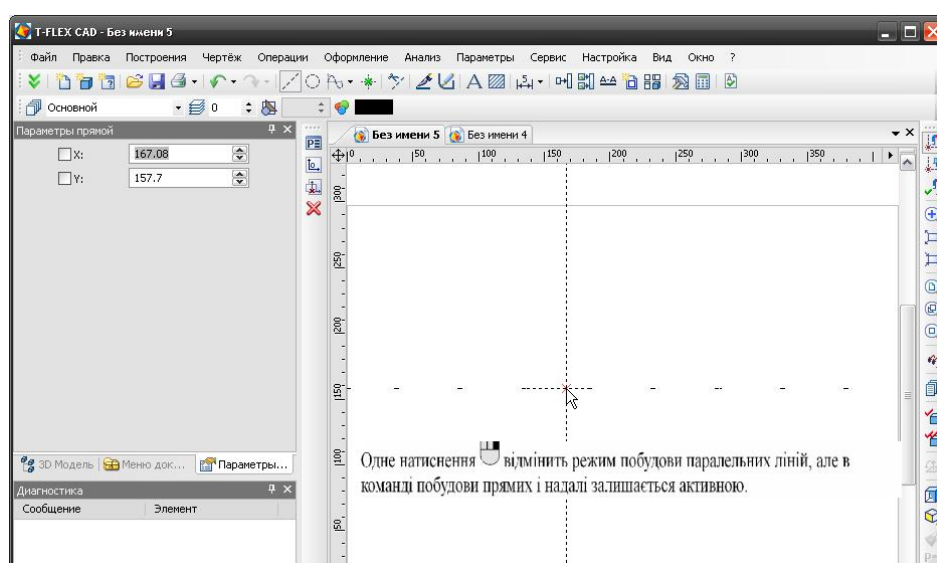 T-FLEX CAD - Без имени 5
Файл Правка Построения Чертёж Операции Оформление Анализ Параметры Сервис Настройка Вид Окно ?
Основной 0
Параметры прямой
X: 167.08
Y: 157.7
Без имени 5 Без имени 4
0 50 100 150 200 250 300 350
300
250
200
150
100
50
3D Модель Меню док... Параметры...
Диагностика
Сообщение Элемент
Одне натиснення відмінить режим побудови паралельних ліній, але в
команді побудови прямих і надалі залишається активною.